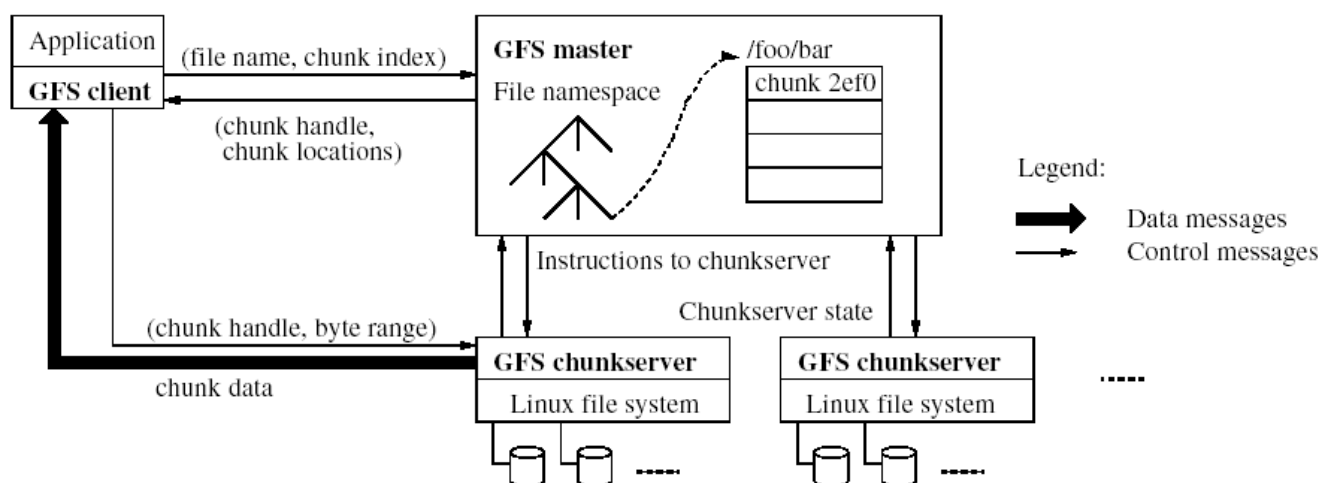 Application
GFS client
(file name, chunk index)
(chunk handle,
chunk locations)
GFS master
File namespace
/foo/bar
chunk 2ef0
Legend:
Data messages
Control messages
Instructions to chunkserver
Chunkserver state
(chunk handle, byte range)
chunk data
GFS chunkserver
Linux file system
GFS chunkserver
Linux file system